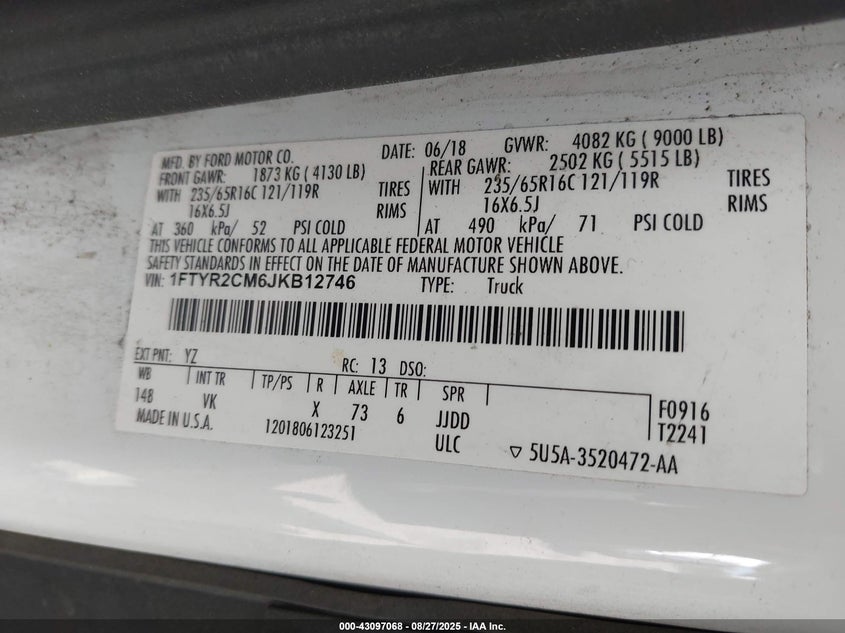 MFD. BY FORD MOTOR CO. DATE: 06/18 GVWR: 4082 KG ( 9000 LB)
FRONT GAWR: 1873 KG ( 4130 LB) REAR GAWR: 2502 KG ( 5515 LB)
WITH 235/65R16C 121/119R TIRES WITH 235/65R16C 121/119R TIRES
16X6.5J RIMS 16X6.5J RIMS
AT 360 kPa/ 52 PSI COLD AT 490 kPa/ 71 PSI COLD
THIS VEHICLE CONFORMS TO ALL APPLICABLE FEDERAL MOTOR VEHICLE
SAFETY STANDARDS IN EFFECT ON THE DATE OF MANUFACTURE SHOWN ABOVE.
VIN: 1FTYR2CM6JKB12746 TYPE: Truck
EXT PNT: YZ RC: 13 DSO:
WB INT TR TP/PS R AXLE TR SPR
148 VK X 73 6 JJDD F0916
MADE IN U.S.A. 1201806123251 ULC T2241
▽ 5U5A-3520472-AA
000-43097068 - 08/27/2025 - IAA Inc.